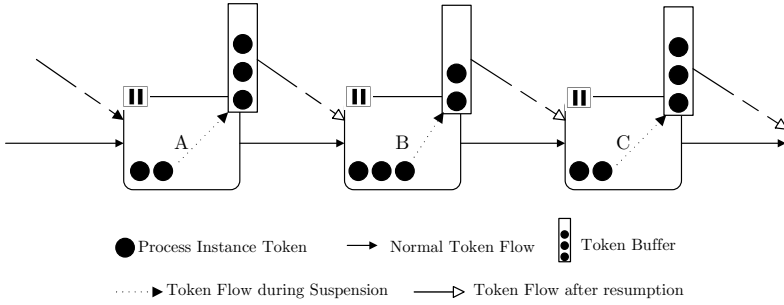 A B C
Process Instance Token Normal Token Flow Token Buffer
Token Flow during Suspension Token Flow after resumption